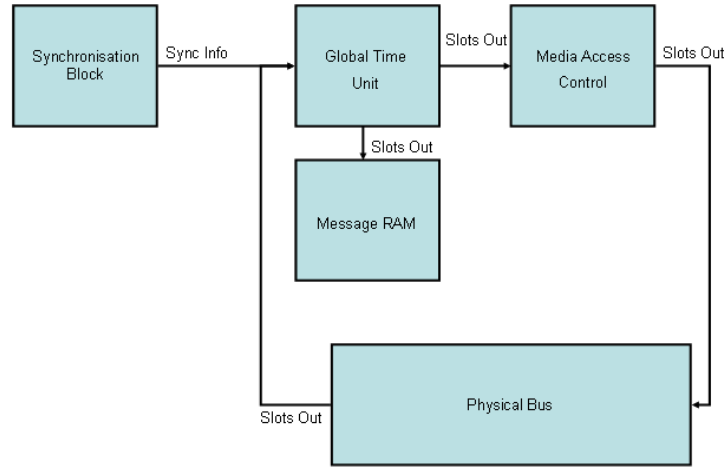 Synchronisation
Block
Sync Info
Global Time
Unit
Slots Out
Media Access
Control
Slots Out
Slots Out
Message RAM
Physical Bus
Slots Out